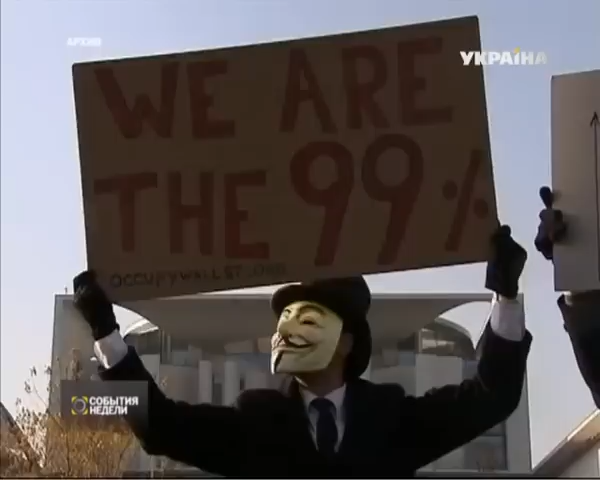 АРХИВ
УКРАЇНА
WE ARE
THE 99%
OCCUPYWALLST.ORG
СОБЫТИЯ
НЕДЕЛИ